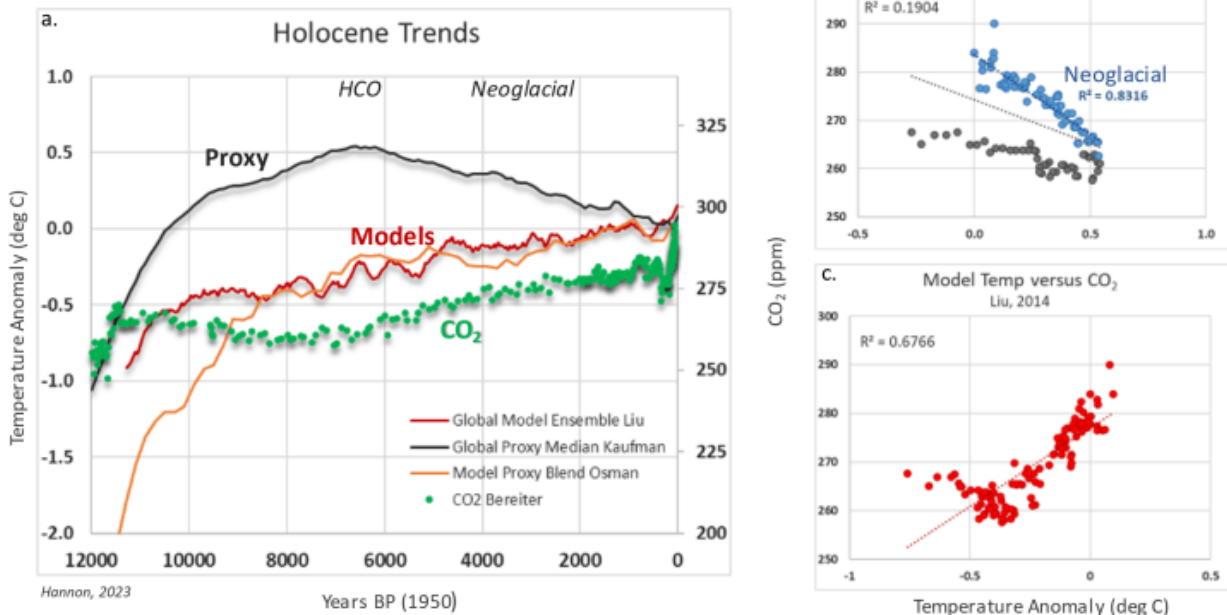 a.
Holocene Trends
HCO Neoglacial
Proxy
Models
CO₂
Global Model Ensemble Liu
Global Proxy Median Kaufman
Model Proxy Blend Osman
CO2 Bereiter
1.0
0.5
0.0
-0.5
-1.0
-1.5
-2.0
Temperature Anomaly (deg C)
325
300
275
250
225
200
CO₂ (ppm)
12000 10000 8000 6000 4000 2000 0
Years BP (1950)
Hannon, 2023
R² = 0.1904
Neoglacial
R² = 0.8316
290
280
270
260
250
-0.5 0.0 0.5 1.0
c.
Model Temp versus CO₂
Liu, 2014
R² = 0.6766
300
290
280
270
260
250
-1 -0.5 0 0.5
Temperature Anomaly (deg C)